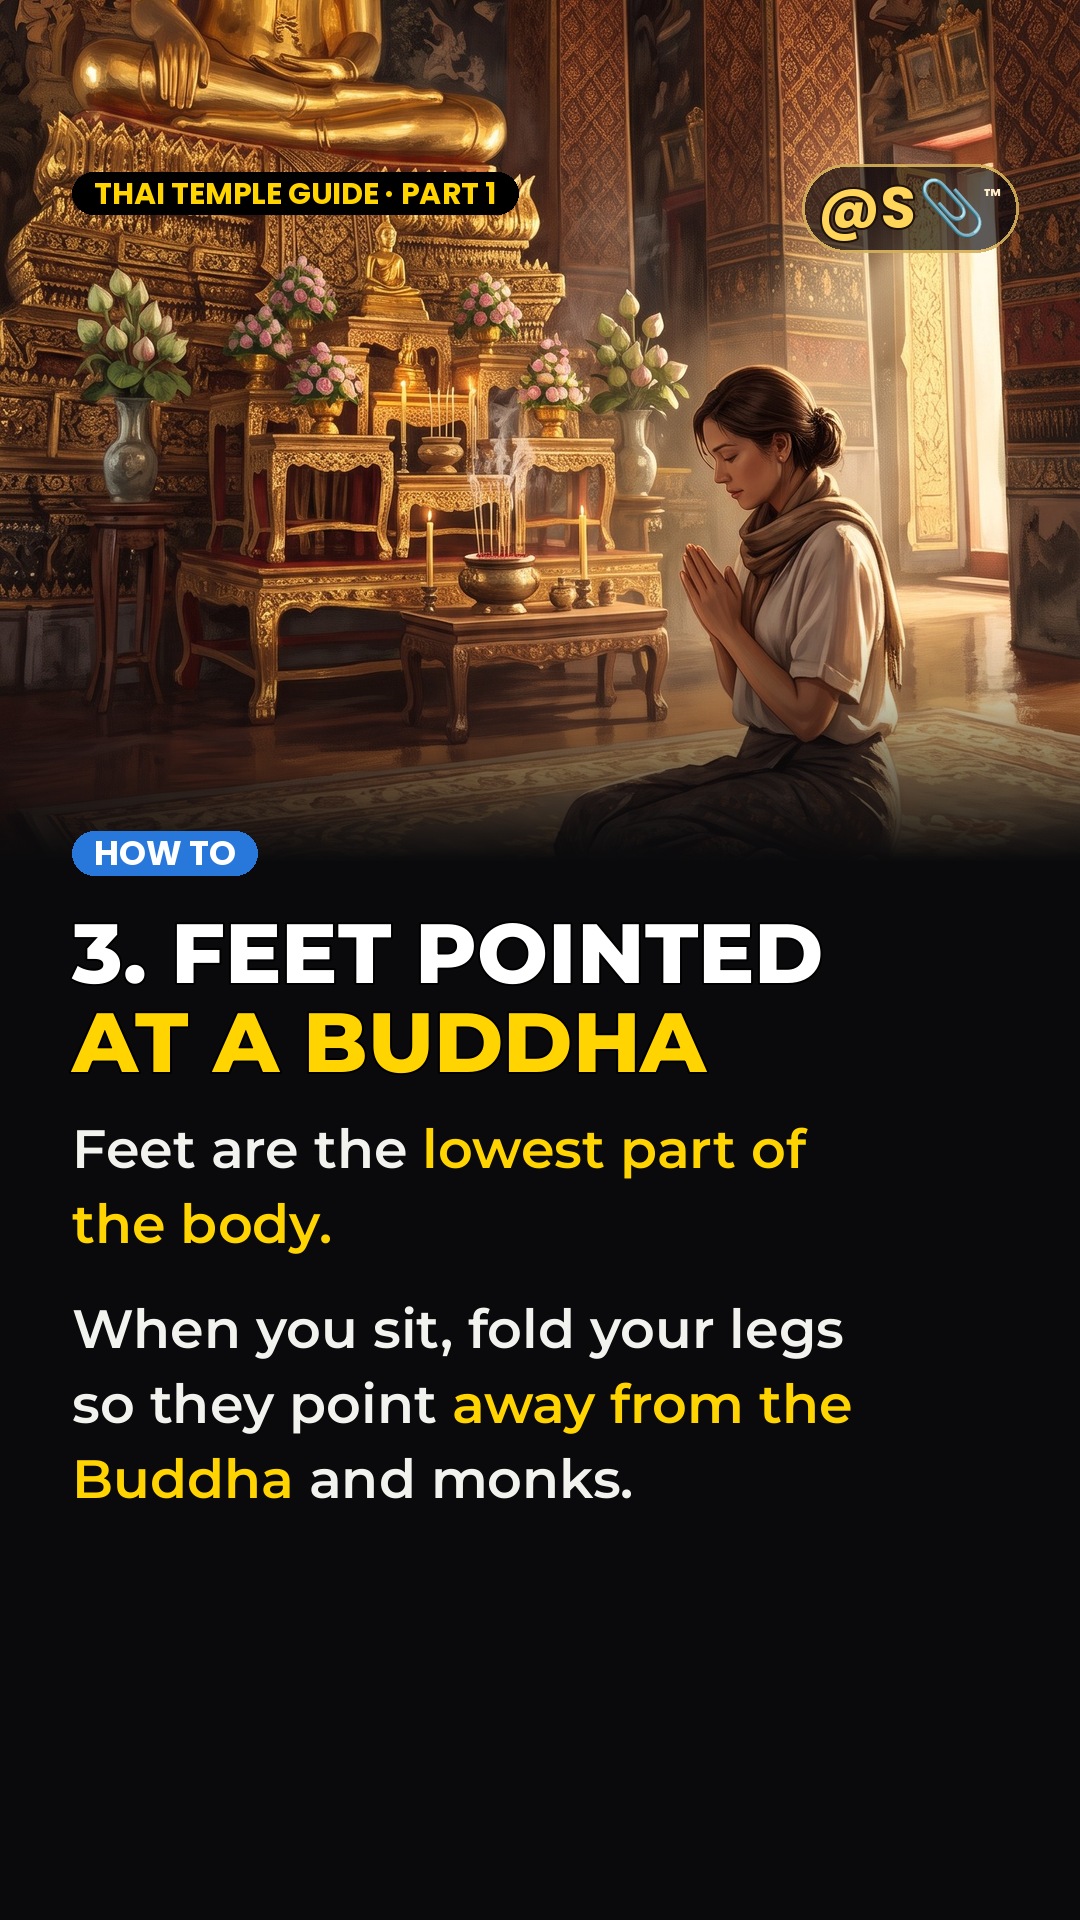 THAI TEMPLE GUIDE · PART 1
@S📎™
HOW TO
3. FEET POINTED
AT A BUDDHA
Feet are the lowest part of
the body.
When you sit, fold your legs
so they point away from the
Buddha and monks.